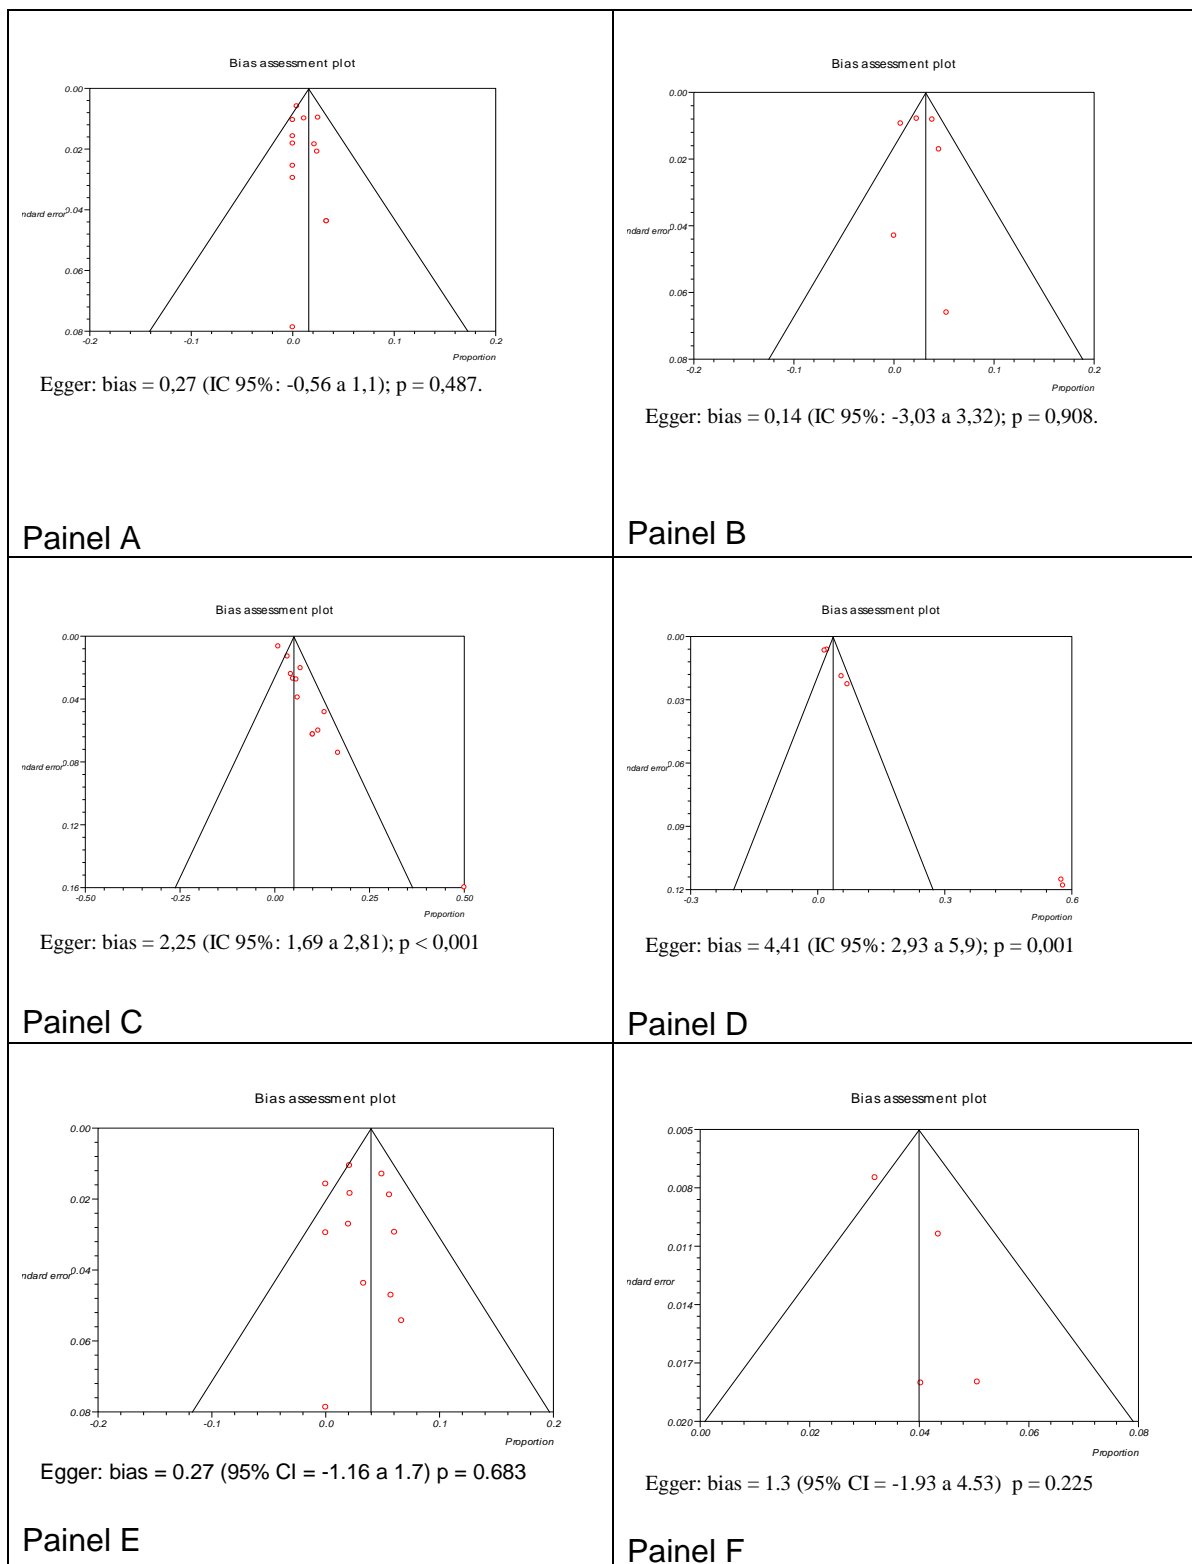 Bias assessment plot
0.00
0.02
0.04
ndard error
0.06
0.08
-0.2 -0.1 0.0 0.1 0.2
Proportion
Egger: bias = 0,27 (IC 95%: -0,56 a 1,1); p = 0,487.
Painel A
Bias assessment plot
0.00
0.02
0.04
ndard error
0.06
0.08
-0.2 -0.1 0.0 0.1 0.2
Proportion
Egger: bias = 0,14 (IC 95%: -3,03 a 3,32); p = 0,908.
Painel B
Bias assessment plot
0.00
0.04
0.08
ndard error
0.12
0.16
-0.50 -0.25 0.00 0.25 0.50
Proportion
Egger: bias = 2,25 (IC 95%: 1,69 a 2,81); p < 0,001
Painel C
Bias assessment plot
0.00
0.03
0.06
ndard error
0.09
0.12
-0.3 0.0 0.3 0.6
Proportion
Egger: bias = 4,41 (IC 95%: 2,93 a 5,9); p = 0,001
Painel D
Bias assessment plot
0.00
0.02
0.04
ndard error
0.06
0.08
-0.2 -0.1 0.0 0.1 0.2
Proportion
Egger: bias = 0.27 (95% CI = -1.16 a 1.7) p = 0.683
Painel E
Bias assessment plot
0.005
0.008
0.011
ndard error
0.014
0.017
0.020
0.00 0.02 0.04 0.06 0.08
Proportion
Egger: bias = 1.3 (95% CI = -1.93 a 4.53) p = 0.225
Painel F